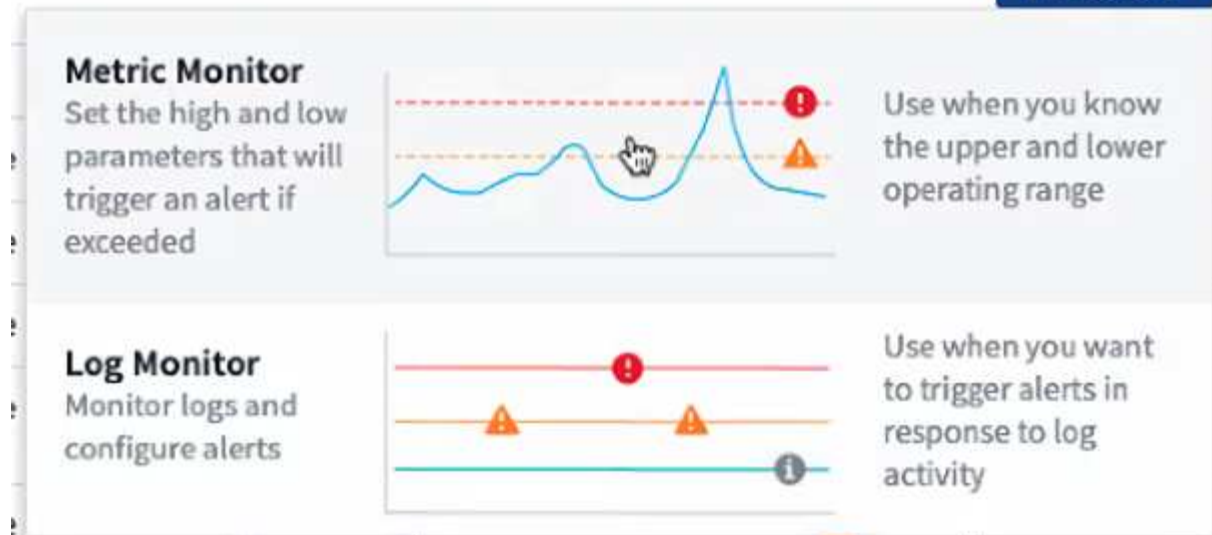 Metric Monitor
Set the high and low
parameters that will
trigger an alert if
exceeded
Use when you know
the upper and lower
operating range
Log Monitor
Monitor logs and
configure alerts
Use when you want
to trigger alerts in
response to log
activity